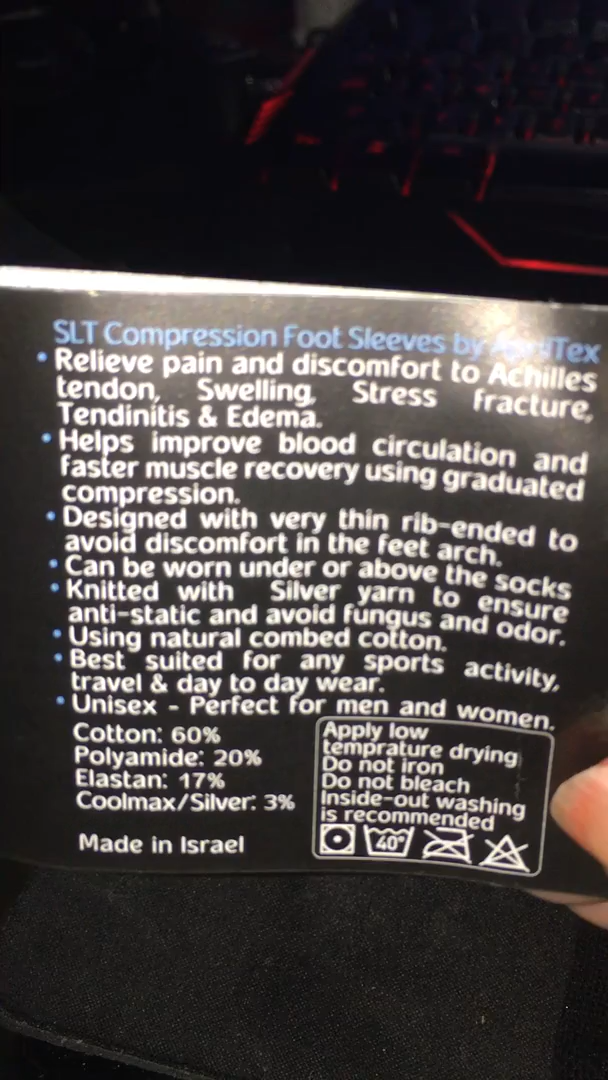 SLT Compression Foot Sleeves by
• Relieve pain and discomfort to Achilles
tendon, Swelling, Stress fracture,
Tendinitis & Edema.
• Helps improve blood circulation and
faster muscle recovery using graduated
compression.
• Designed with very thin rib-ended to
avoid discomfort in the feet arch.
• Can be worn under or above the socks
• Knitted with Silver yarn to ensure
anti-static and avoid fungus and odor.
• Using natural combed cotton.
• Best suited for any sports activity,
travel & day to day wear.
• Unisex - Perfect for men and women.
Cotton: 60%
Polyamide: 20%
Elastan: 17%
Coolmax/Silver: 3%
Made in Israel
Apply low
temprature drying
Do not iron
Do not bleach
Inside-out washing
is recommended
40°